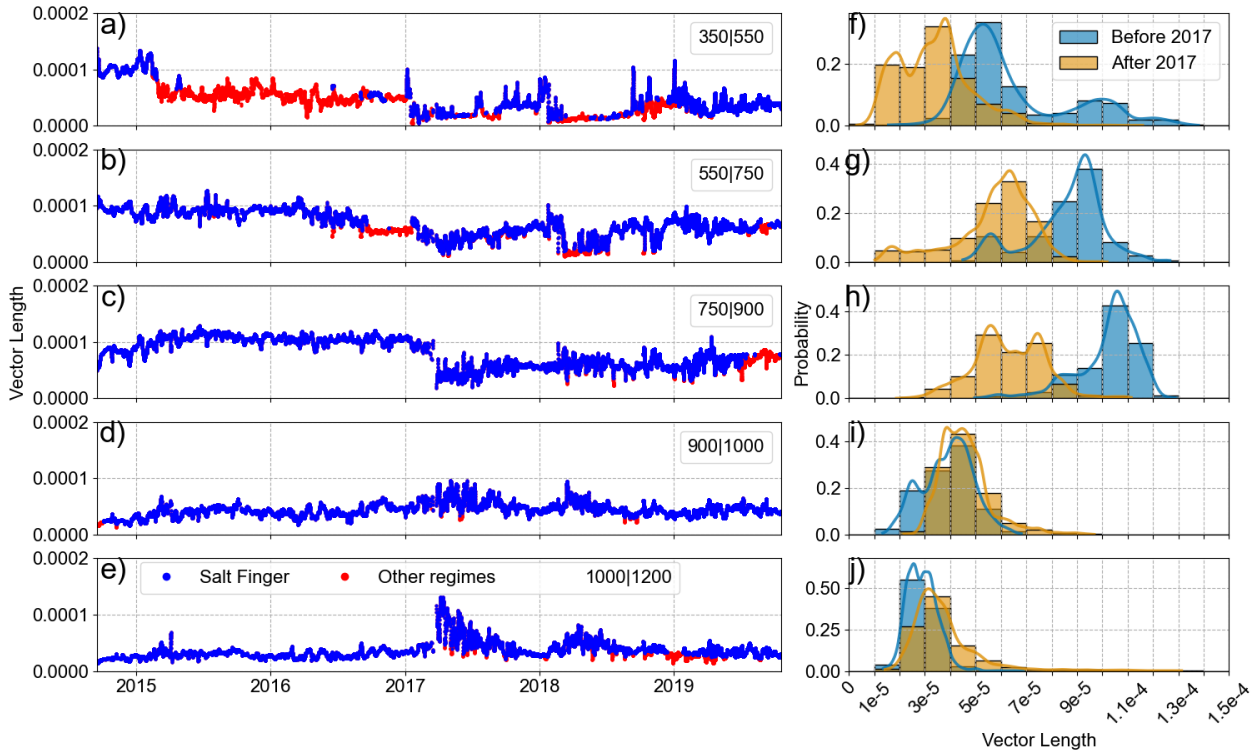 a)
350|550
0.0002
0.0001
0.0000
b)
550|750
0.0002
0.0001
0.0000
c)
750|900
0.0002
0.0001
0.0000
d)
900|1000
0.0002
0.0001
0.0000
e)
Salt Finger
Other regimes
1000|1200
0.0002
0.0001
0.0000
Vector Length
2015
2016
2017
2018
2019
f)
Before 2017
After 2017
0.2
0.0
g)
0.4
0.2
0.0
h)
0.4
0.2
0.0
i)
0.4
0.2
0.0
j)
0.50
0.25
0.00
Probability
0
1e-5
3e-5
5e-5
7e-5
9e-5
1.1e-4
1.3e-4
1.5e-4
Vector Length